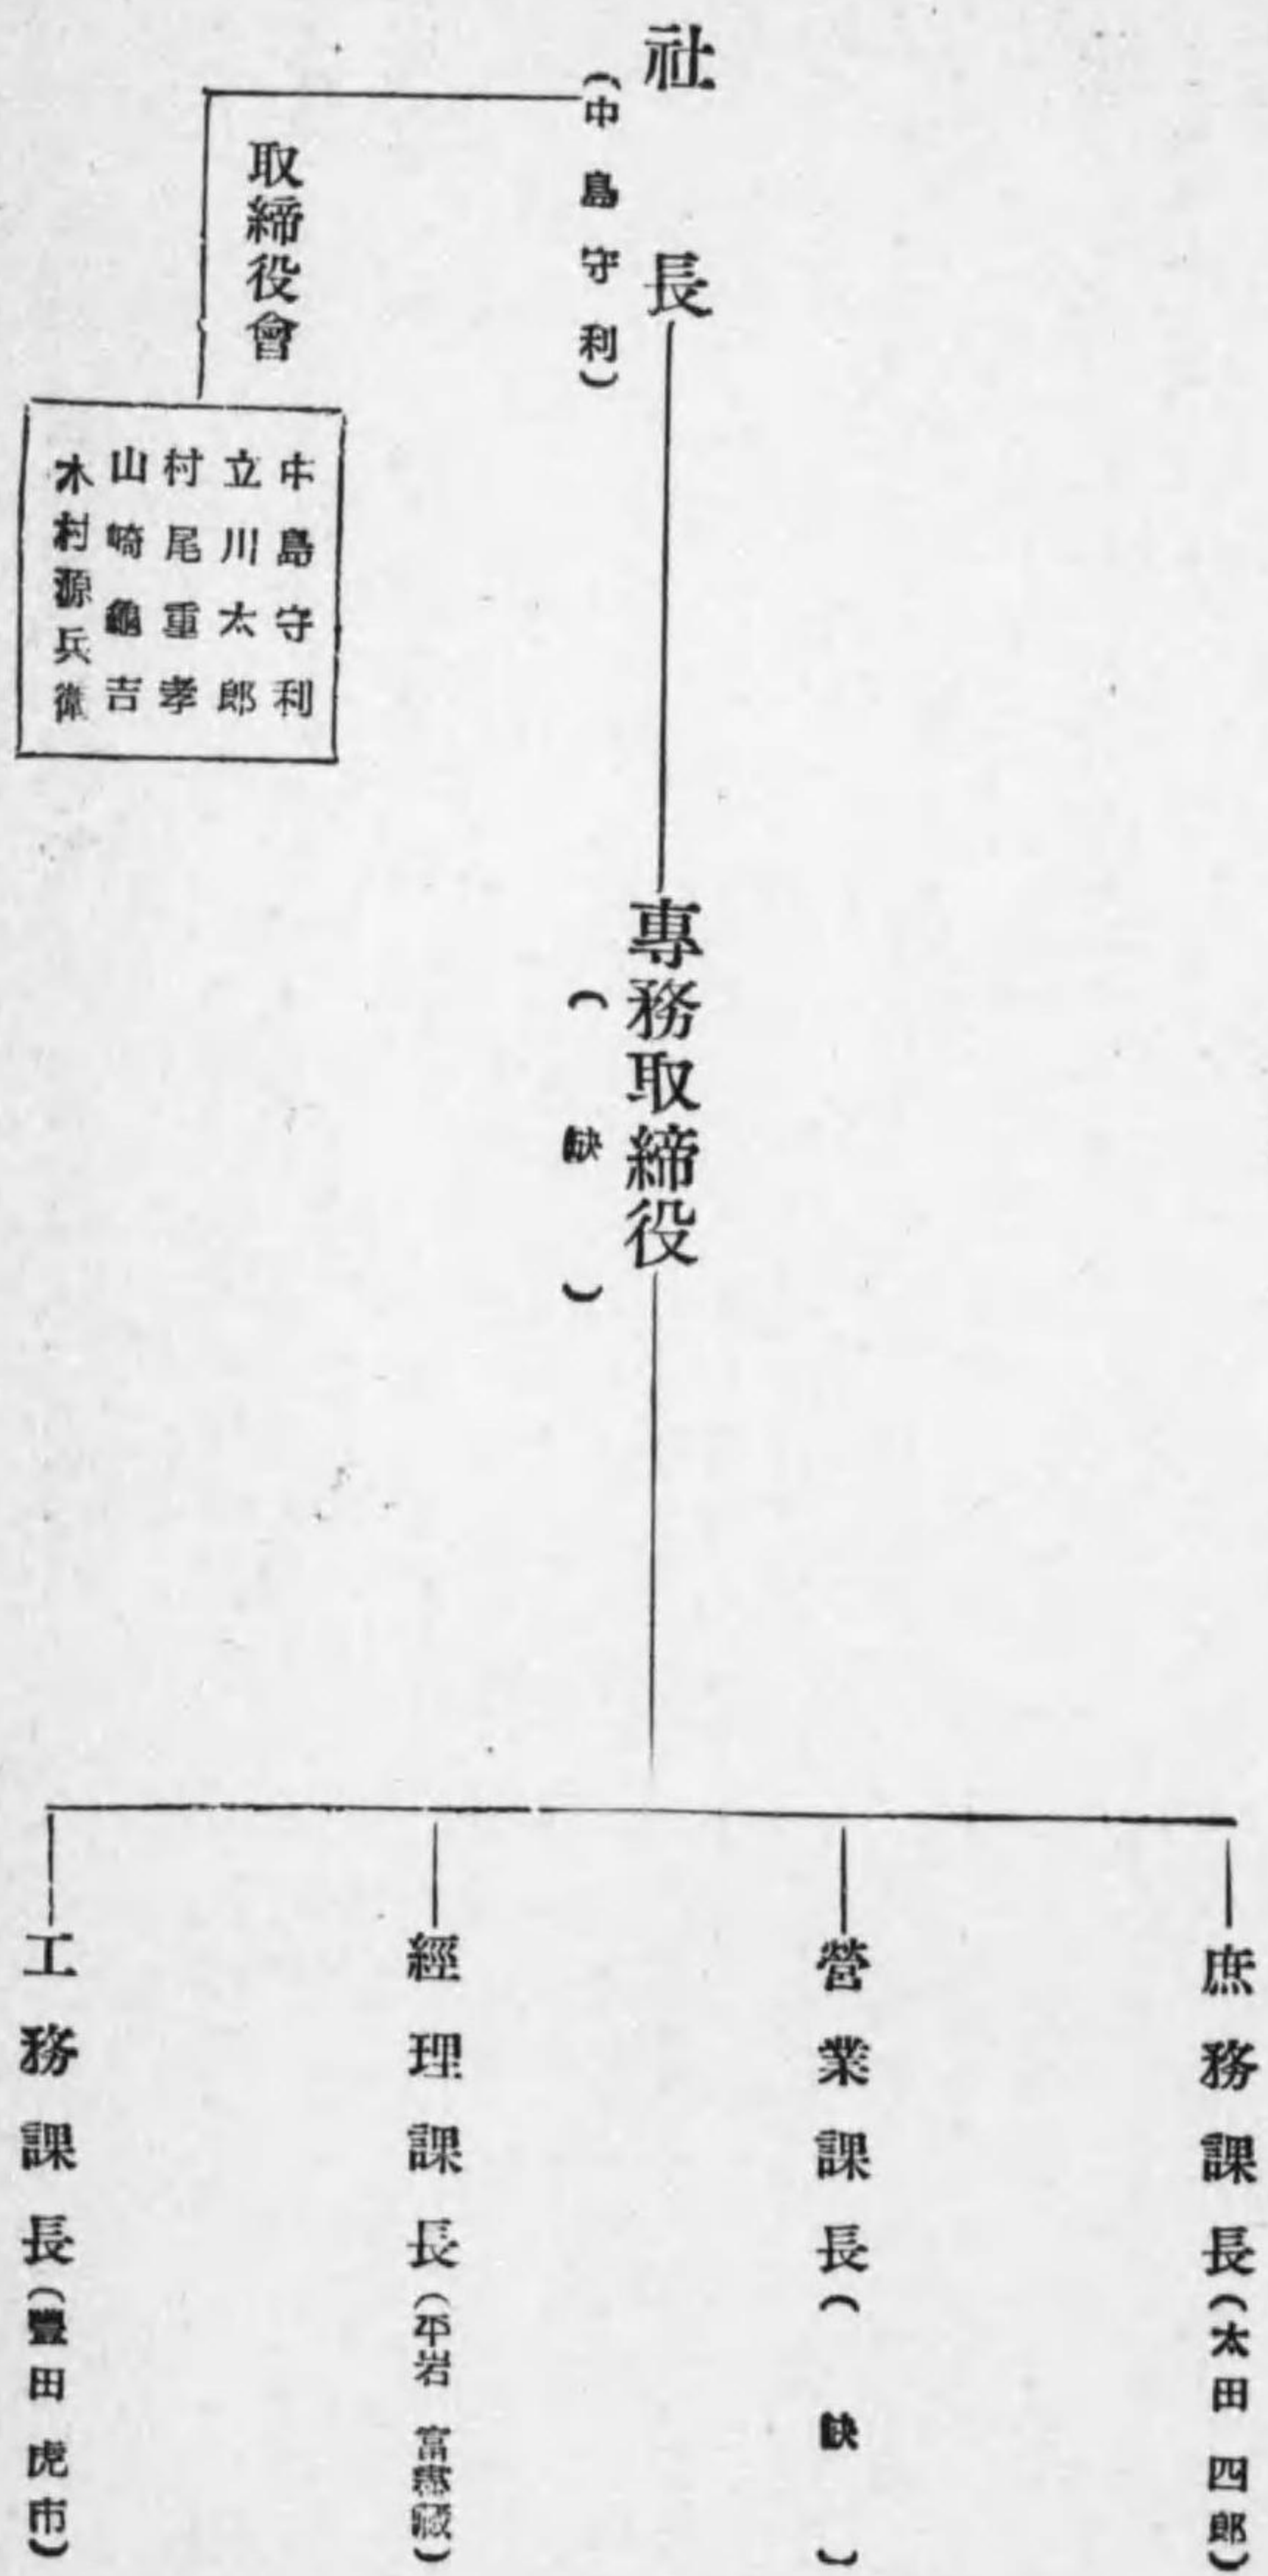 社長
(中島守利)
取締役會
中島守利
立川太郎
村尾重孝
山崎龜吉
木村源兵衞
專務取締役
(缺)
庶務課長(太田四郎)
營業課長(缺)
經理課長(平岩富 藏)
工務課長(豐田虎市)